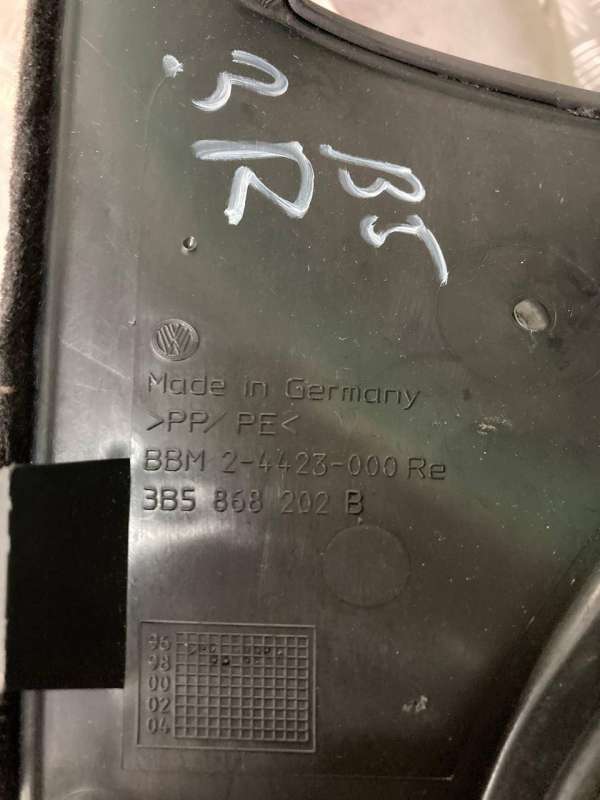 B5
R R
VW
Made in Germany
>PP/PE<
BBM 2-4423-000 Re
3B5 868 202 B
96
98
00
02
04